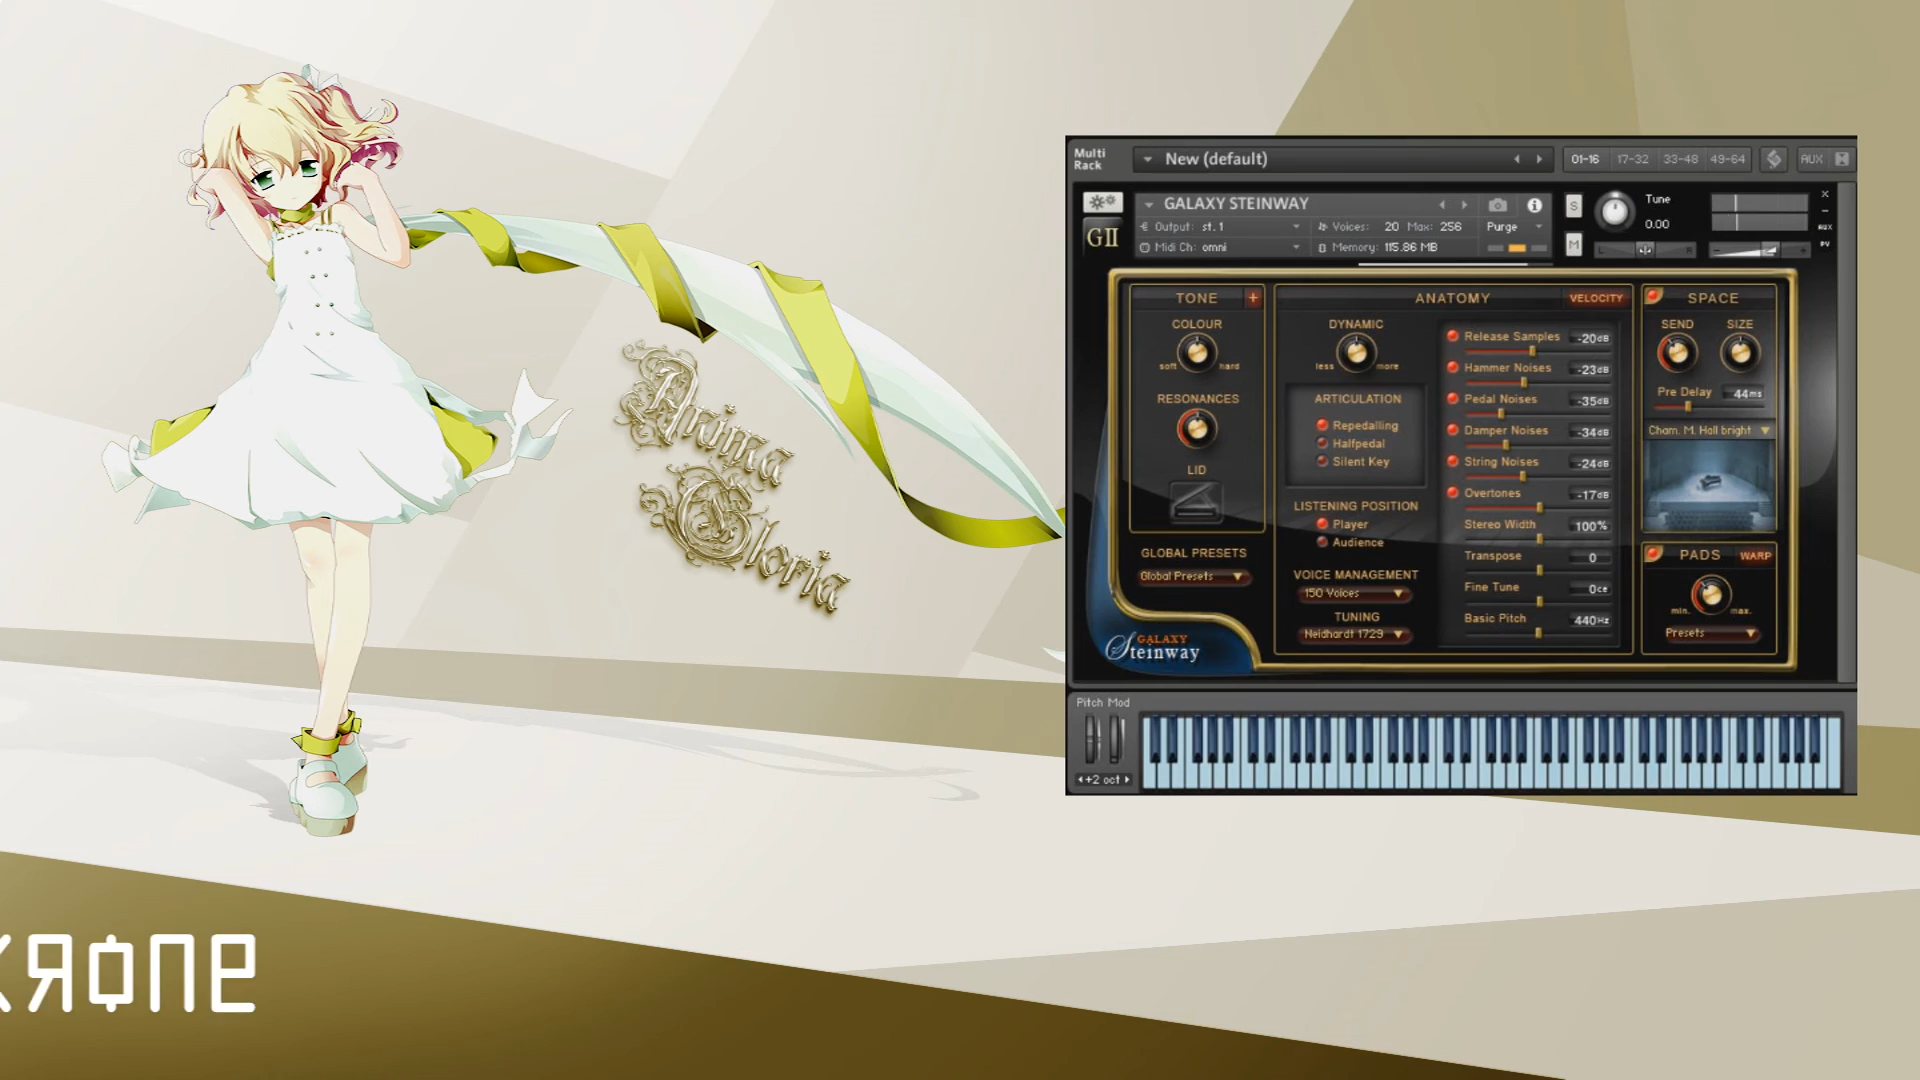 Anima
Gloria
KRΦNE
Multi Rack
New (default)
01-16 17-32 33-48 49-64
AUX
GII
GALAXY STEINWAY
Output: st. 1
Voices: 20 Max: 256
Purge
Midi Ch: omni
Memory: 115.86 MB
S
M
Tune
0.00
L R
AUX
PV
TONE +
COLOUR
soft hard
RESONANCES
LID
GLOBAL PRESETS
Global Presets
GALAXY
Steinway
ANATOMY
VELOCITY
DYNAMIC
less more
ARTICULATION
Repedalling
Halfpedal
Silent Key
LISTENING POSITION
Player
Audience
VOICE MANAGEMENT
150 Voices
TUNING
Neidhardt 1729
Release Samples -20dB
Hammer Noises -23dB
Pedal Noises -35dB
Damper Noises -34dB
String Noises -24dB
Overtones -17dB
Stereo Width 100%
Transpose 0
Fine Tune 0ce
Basic Pitch 440Hz
SPACE
SEND SIZE
Pre Delay 44ms
Cham. M. Hall bright
PADS WARP
min. max.
Presets
Pitch Mod
+2 oct